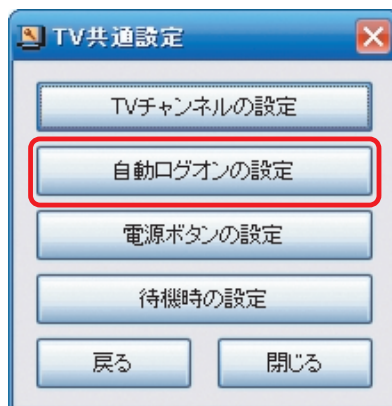 TV共通設定
TVチャンネルの設定
自動ログオンの設定
電源ボタンの設定
待機時の設定
戻る 閉じる